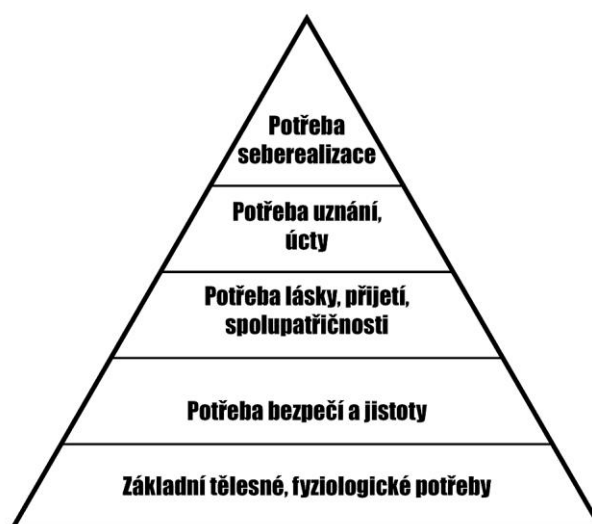 Potřeba
seberealizace
Potřeba uznání,
úcty
Potřeba lásky, přijetí,
spolupatřičnosti
Potřeba bezpečí a jistoty
Základní tělesné, fyziologické potřeby